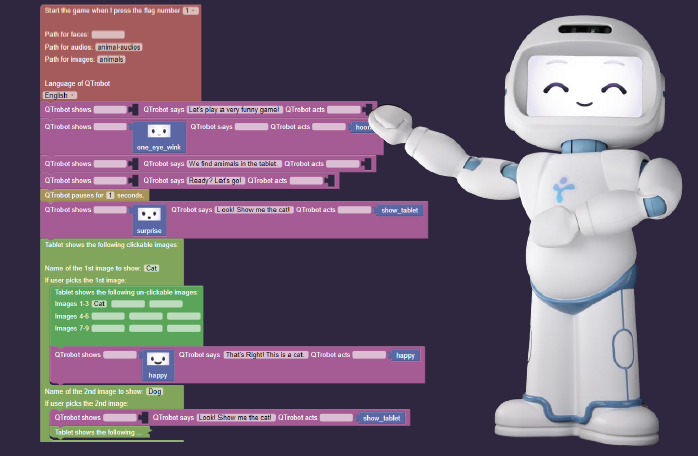 Start the game when I press the flag number 1
Path for faces:
Path for audios: animal-audios
Path for images: animals
Language of QTrobot
English
QTrobot shows QTrobot says Let's play a very funny game! QTrobot acts
QTrobot shows QTrobot says QTrobot acts
one_eye_wink
QTrobot shows QTrobot says We find animals in the tablet. QTrobot acts
QTrobot shows QTrobot says Ready? Let's go! QTrobot acts
QTrobot pauses for 1 seconds.
QTrobot shows QTrobot says Look! Show me the cat! QTrobot acts show_tablet
surprise
Tablet shows the following clickable images:
Name of the 1st image to show: Cat
If user picks the 1st image:
Tablet shows the following un-clickable images:
Images 1-3 Cat
Images 4-6
Images 7-9
QTrobot shows QTrobot says That's Right! This is a cat. QTrobot acts happy
happy
Name of the 2nd image to show: Dog
If user picks the 2nd image:
QTrobot shows QTrobot says Look! Show me the cat! QTrobot acts show_tablet
Tablet shows the following ...